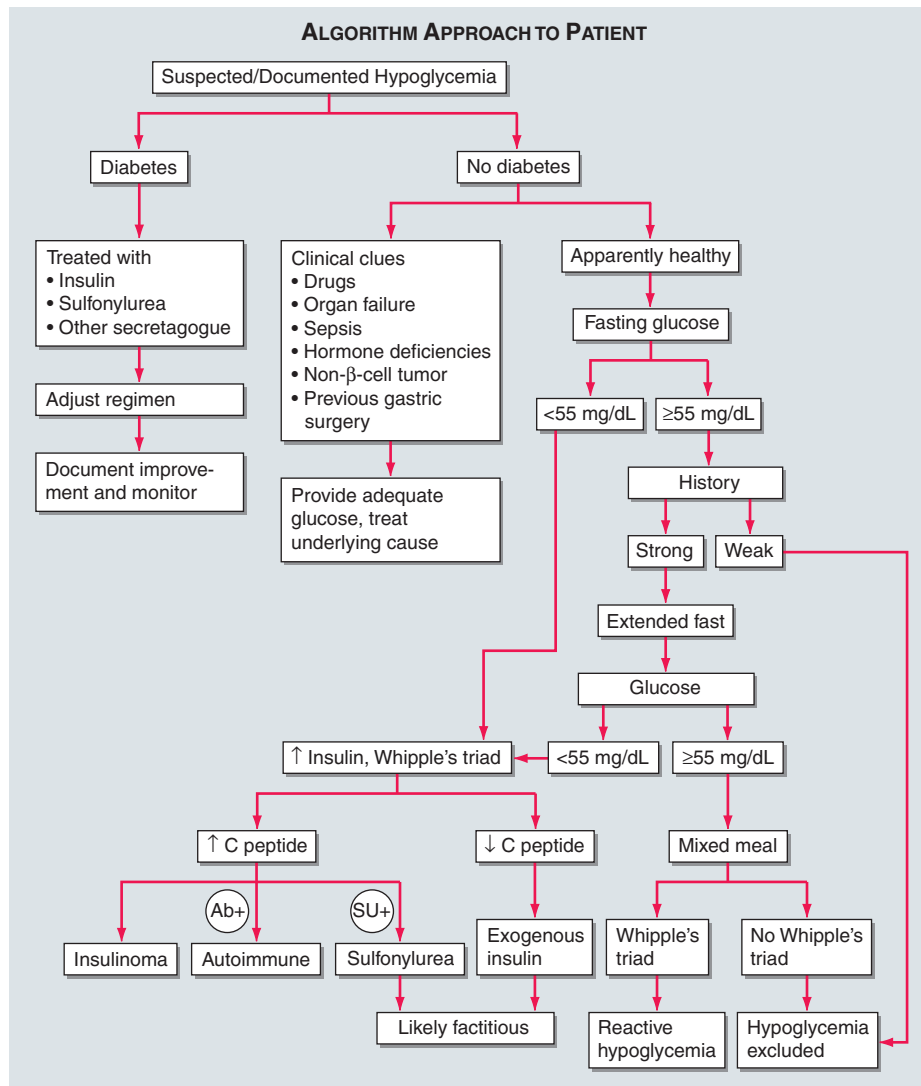 ALGORITHM APPROACH TO PATIENT
Suspected/Documented Hypoglycemia
Diabetes
No diabetes
Treated with
• Insulin
• Sulfonylurea
• Other secretagogue
Adjust regimen
Document improve-
ment and monitor
Clinical clues
• Drugs
• Organ failure
• Sepsis
• Hormone deficiencies
• Non-β-cell tumor
• Previous gastric
surgery
Provide adequate
glucose, treat
underlying cause
Apparently healthy
Fasting glucose
<55 mg/dL
≥55 mg/dL
History
Strong
Weak
Extended fast
Glucose
↑ Insulin, Whipple's triad
<55 mg/dL
≥55 mg/dL
↑ C peptide
↓ C peptide
Mixed meal
Ab+
SU+
Insulinoma
Autoimmune
Sulfonylurea
Exogenous
insulin
Whipple's
triad
No Whipple's
triad
Likely factitious
Reactive
hypoglycemia
Hypoglycemia
excluded